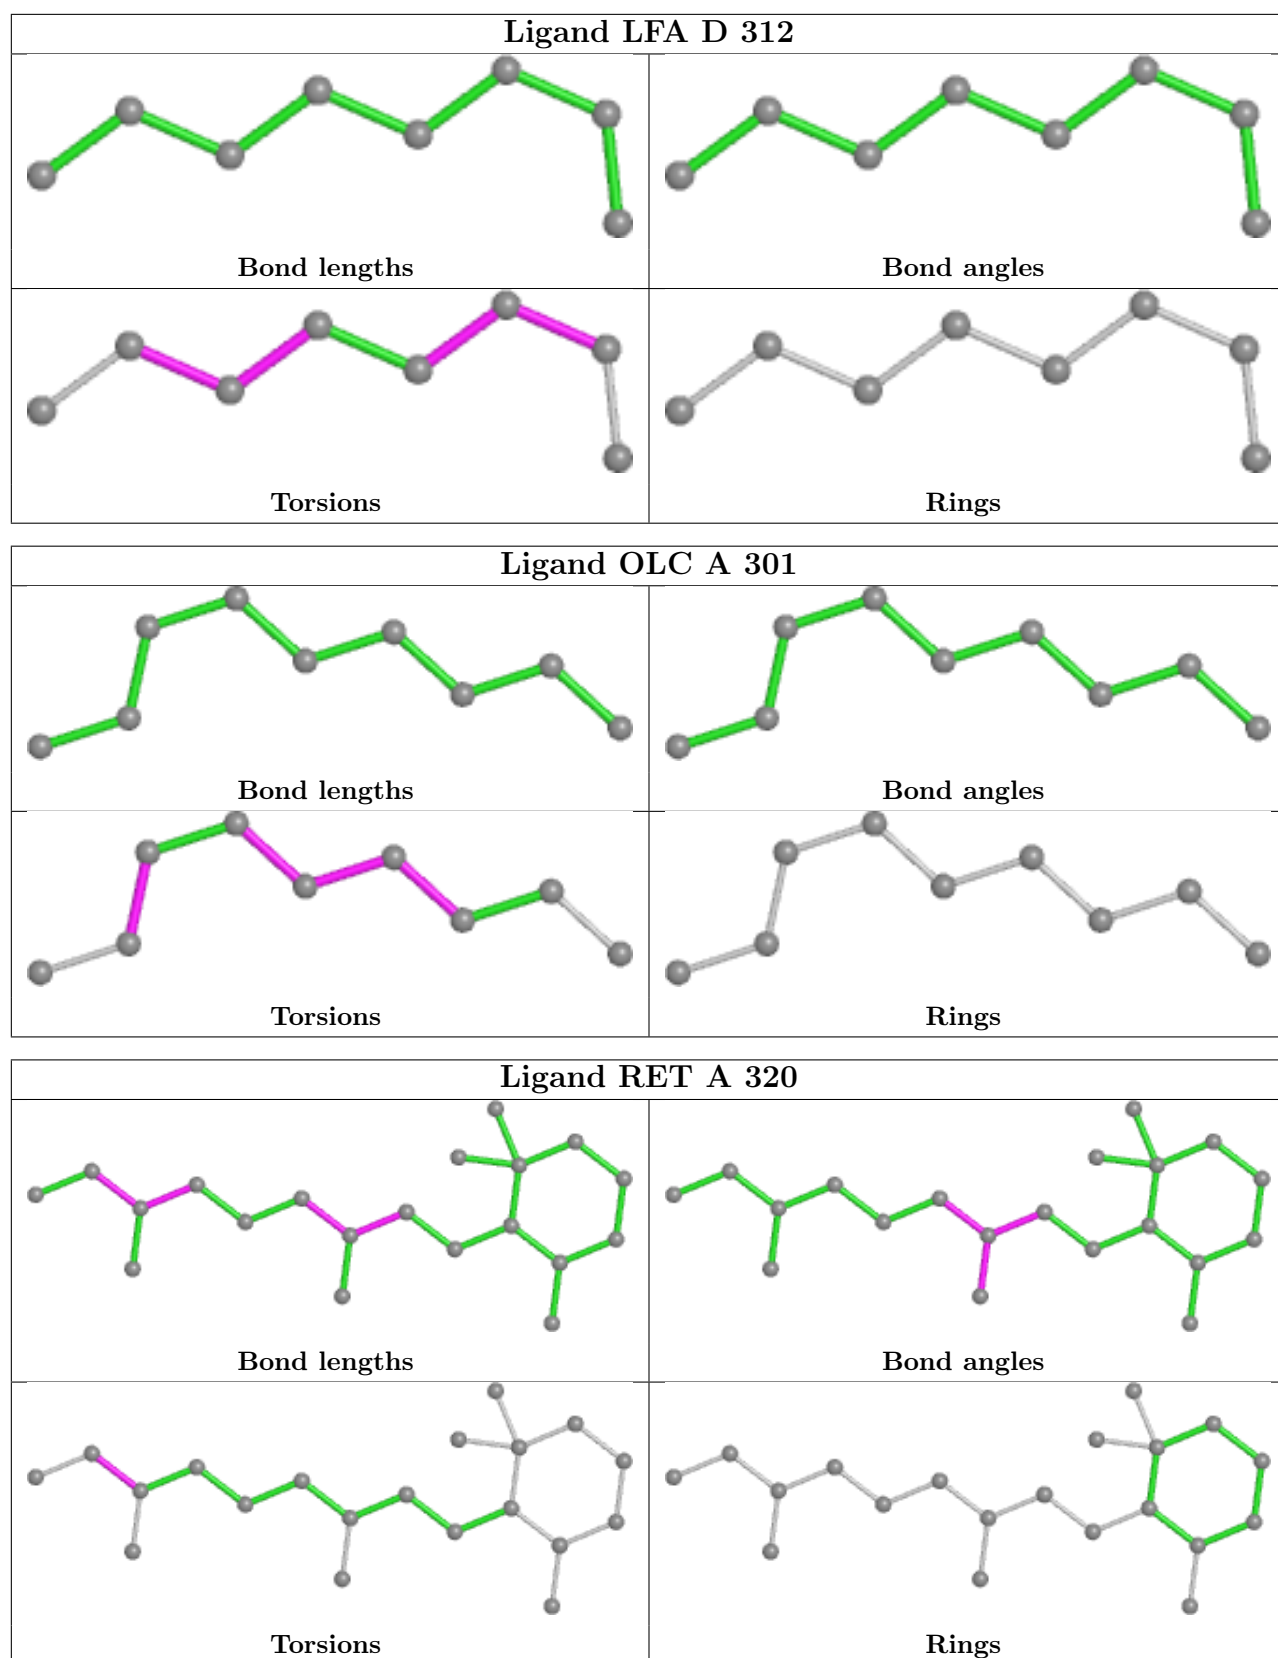 Ligand LFA D 312
Bond lengths
Bond angles
Torsions
Rings
Ligand OLC A 301
Bond lengths
Bond angles
Torsions
Rings
Ligand RET A 320
Bond lengths
Bond angles
Torsions
Rings